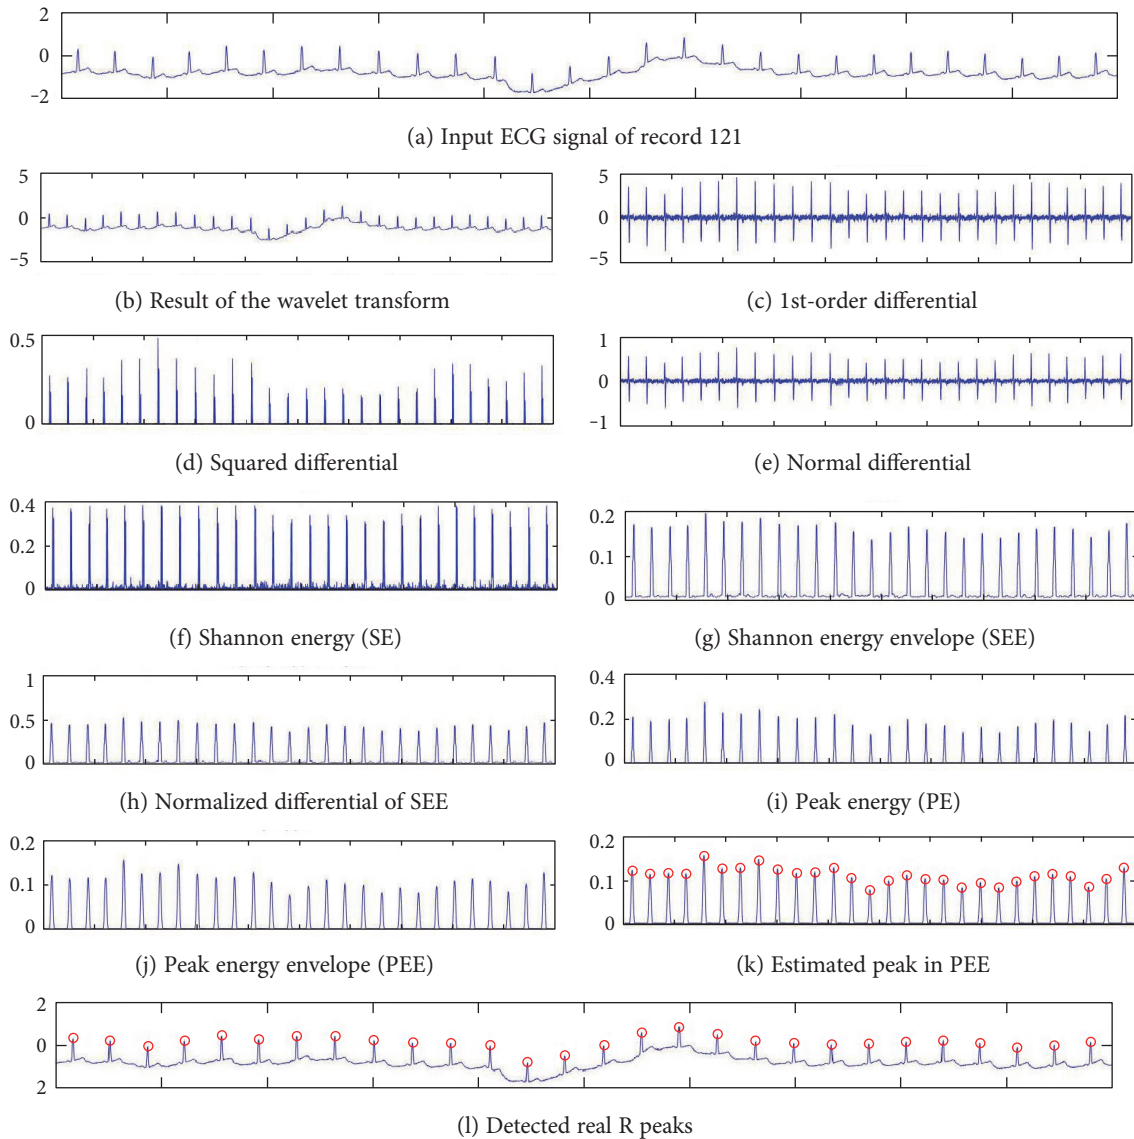 2
0
−2
(a) Input ECG signal of record 121
5
0
−5
(b) Result of the wavelet transform
5
0
−5
(c) 1st-order differential
0.5
0
(d) Squared differential
1
0
−1
(e) Normal differential
0.4
0.2
0
(f) Shannon energy (SE)
0.2
0.1
0
(g) Shannon energy envelope (SEE)
1
0.5
0
(h) Normalized differential of SEE
0.4
0.2
0
(i) Peak energy (PE)
0.2
0.1
0
(j) Peak energy envelope (PEE)
0.2
0.1
0
(k) Estimated peak in PEE
2
0
2
(l) Detected real R peaks